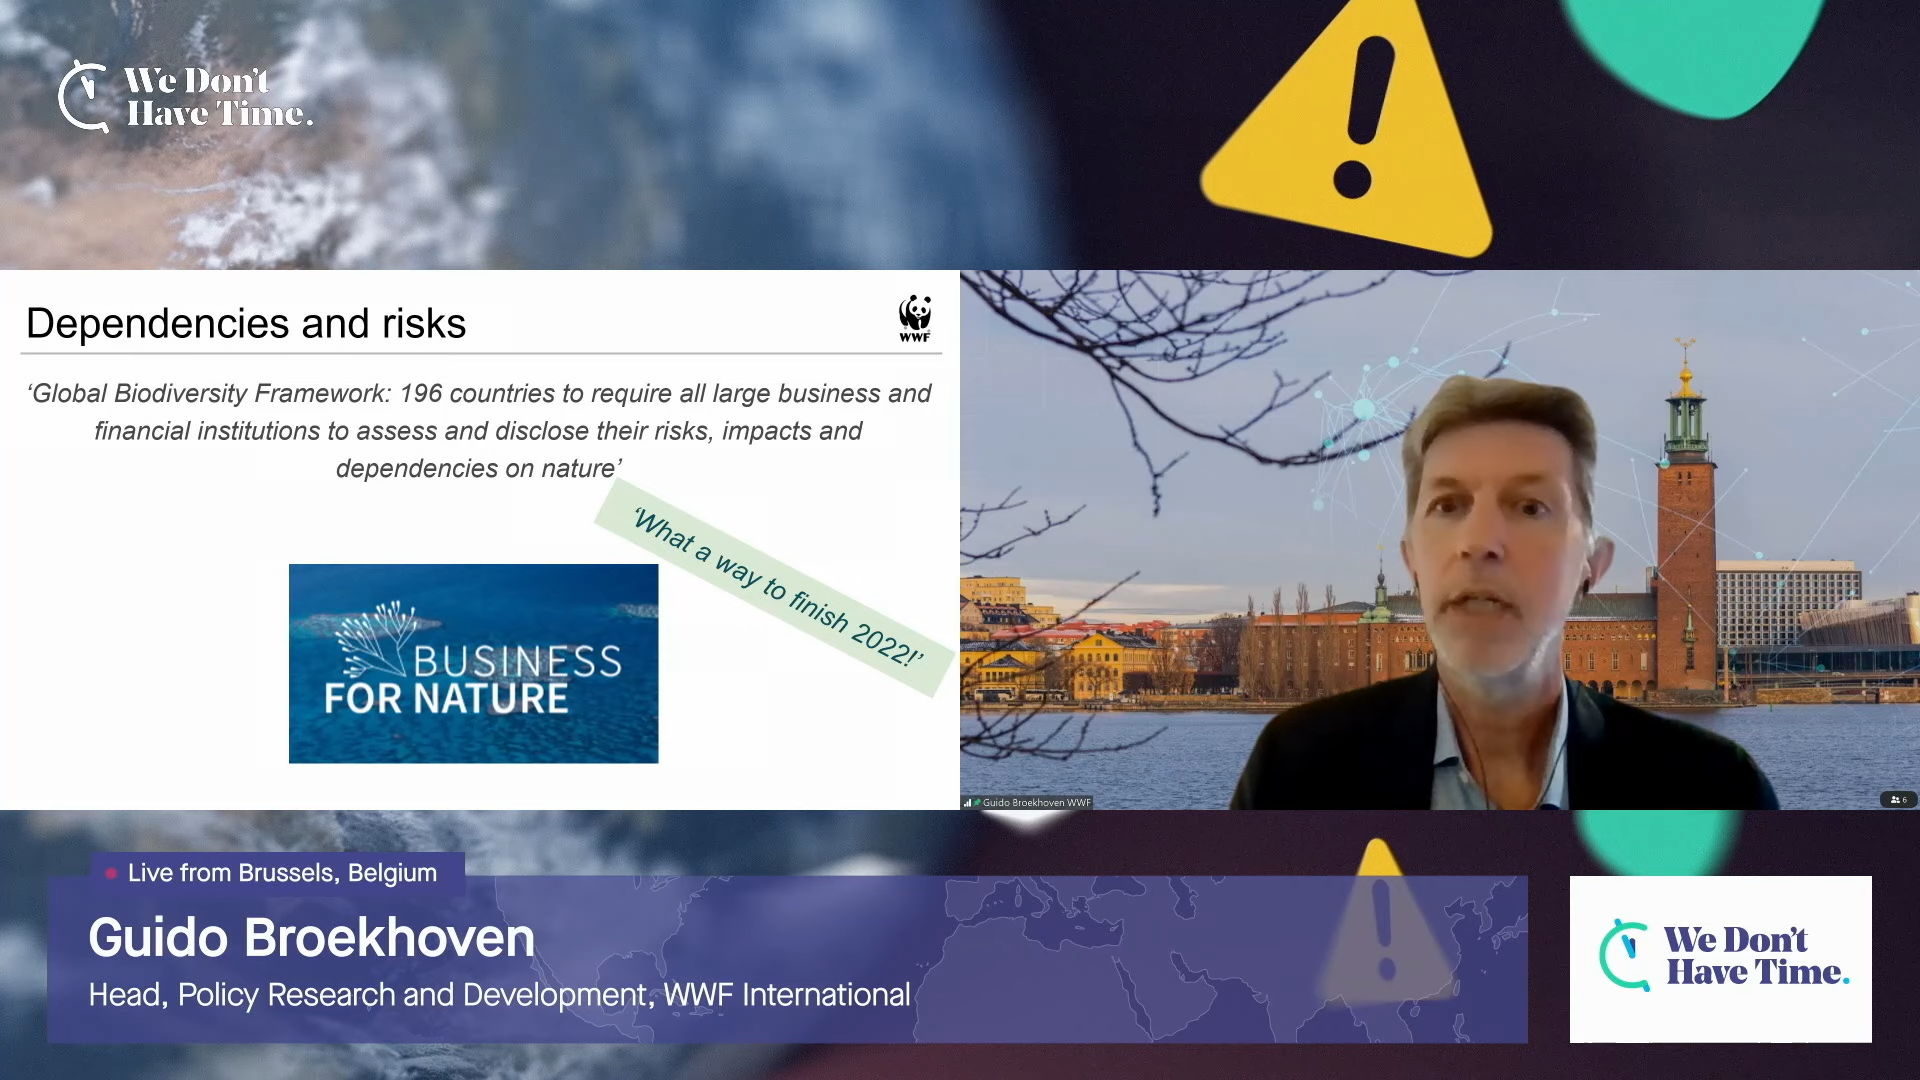 We Don't
Have Time.
Dependencies and risks
WWF
‘Global Biodiversity Framework: 196 countries to require all large business and
financial institutions to assess and disclose their risks, impacts and
dependencies on nature’
‘What a way to finish 2022!’
BUSINESS
FOR NATURE
Guido Broekhoven WWF
6
Live from Brussels, Belgium
Guido Broekhoven
Head, Policy Research and Development, WWF International
We Don't
Have Time.